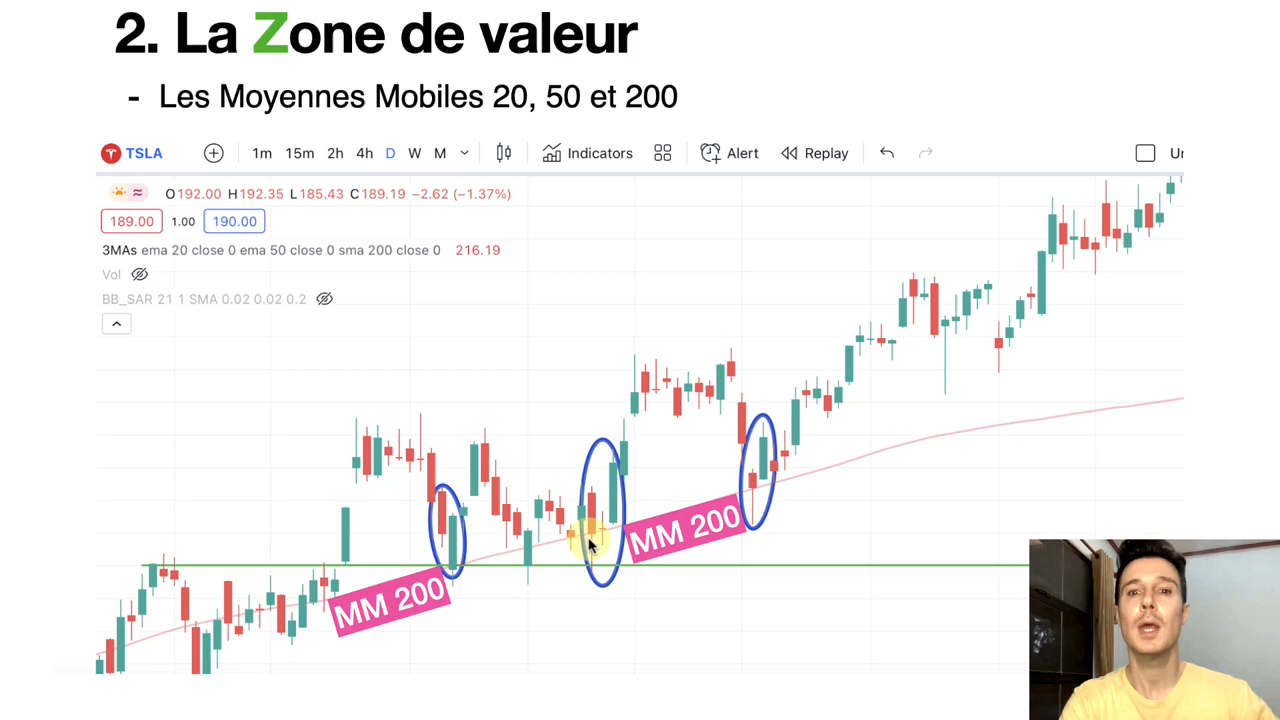 2. La Zone de valeur
- Les Moyennes Mobiles 20, 50 et 200
TSLA 1m 15m 2h 4h D W M Indicators Alert Replay
O192.00 H192.35 L185.43 C189.19 −2.62 (−1.37%)
189.00 1.00 190.00
3MAs ema 20 close 0 ema 50 close 0 sma 200 close 0 216.19
Vol
BB_SAR 21 1 SMA 0.02 0.02 0.2
MM 200
MM 200